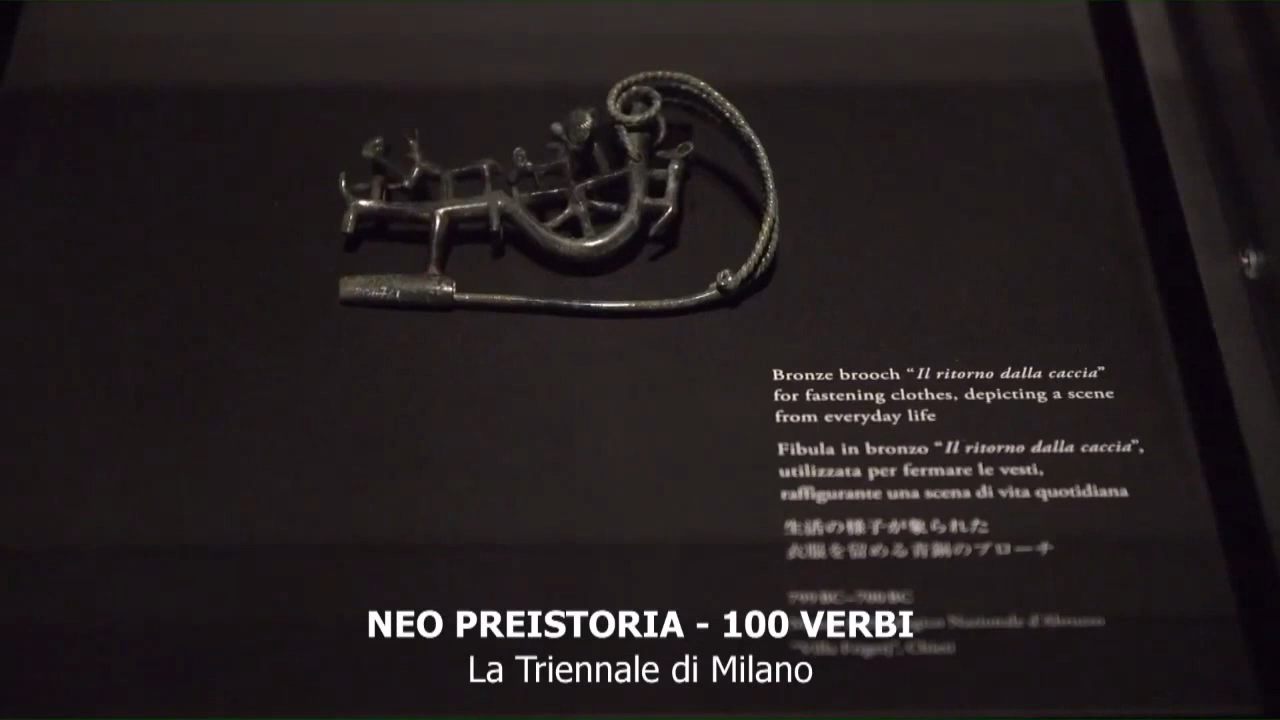 Bronze brooch “Il ritorno dalla caccia”
for fastening clothes, depicting a scene
from everyday life
Fibula in bronzo “Il ritorno dalla caccia”,
utilizzata per fermare le vesti,
raffigurante una scena di vita quotidiana
生活の様子が象られた
衣服を留める青銅のブローチ
Nazionale d'Abruzzo
Chieti
NEO PREISTORIA - 100 VERBI
La Triennale di Milano